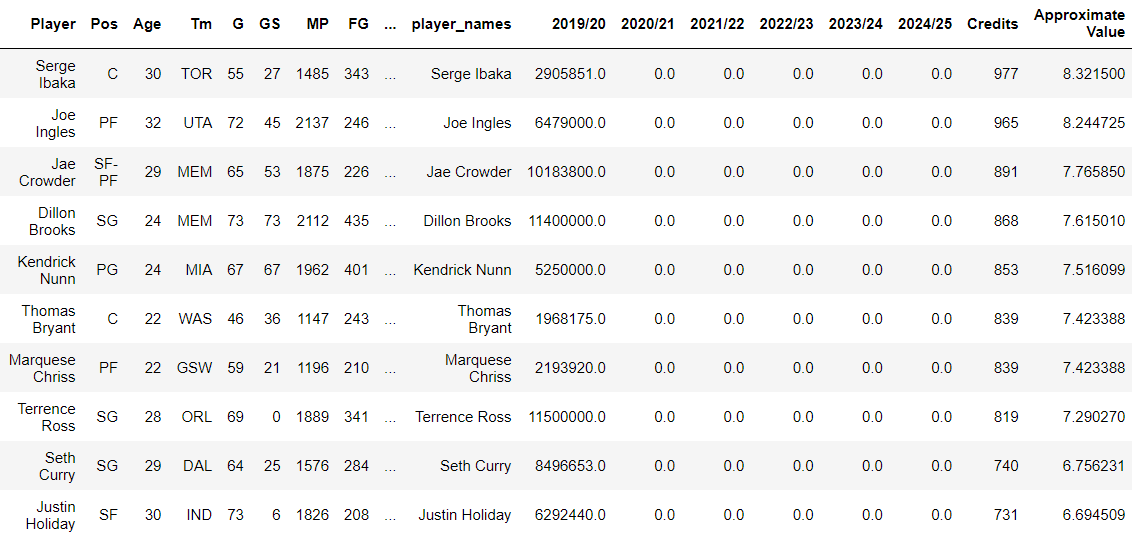 Player Pos Age Tm G GS MP FG ... player_names 2019/20 2020/21 2021/22 2022/23 2023/24 2024/25 Credits Approximate Value
Serge Ibaka C 30 TOR 55 27 1485 343 ... Serge Ibaka 2905851.0 0.0 0.0 0.0 0.0 0.0 977 8.321500
Joe Ingles PF 32 UTA 72 45 2137 246 ... Joe Ingles 6479000.0 0.0 0.0 0.0 0.0 0.0 965 8.244725
Jae Crowder SF-PF 29 MEM 65 53 1875 226 ... Jae Crowder 10183800.0 0.0 0.0 0.0 0.0 0.0 891 7.765850
Dillon Brooks SG 24 MEM 73 73 2112 435 ... Dillon Brooks 11400000.0 0.0 0.0 0.0 0.0 0.0 868 7.615010
Kendrick Nunn PG 24 MIA 67 67 1962 401 ... Kendrick Nunn 5250000.0 0.0 0.0 0.0 0.0 0.0 853 7.516099
Thomas Bryant C 22 WAS 46 36 1147 243 ... Thomas Bryant 1968175.0 0.0 0.0 0.0 0.0 0.0 839 7.423388
Marquese Chriss PF 22 GSW 59 21 1196 210 ... Marquese Chriss 2193920.0 0.0 0.0 0.0 0.0 0.0 839 7.423388
Terrence Ross SG 28 ORL 69 0 1889 341 ... Terrence Ross 11500000.0 0.0 0.0 0.0 0.0 0.0 819 7.290270
Seth Curry SG 29 DAL 64 25 1576 284 ... Seth Curry 8496653.0 0.0 0.0 0.0 0.0 0.0 740 6.756231
Justin Holiday SF 30 IND 73 6 1826 208 ... Justin Holiday 6292440.0 0.0 0.0 0.0 0.0 0.0 731 6.694509